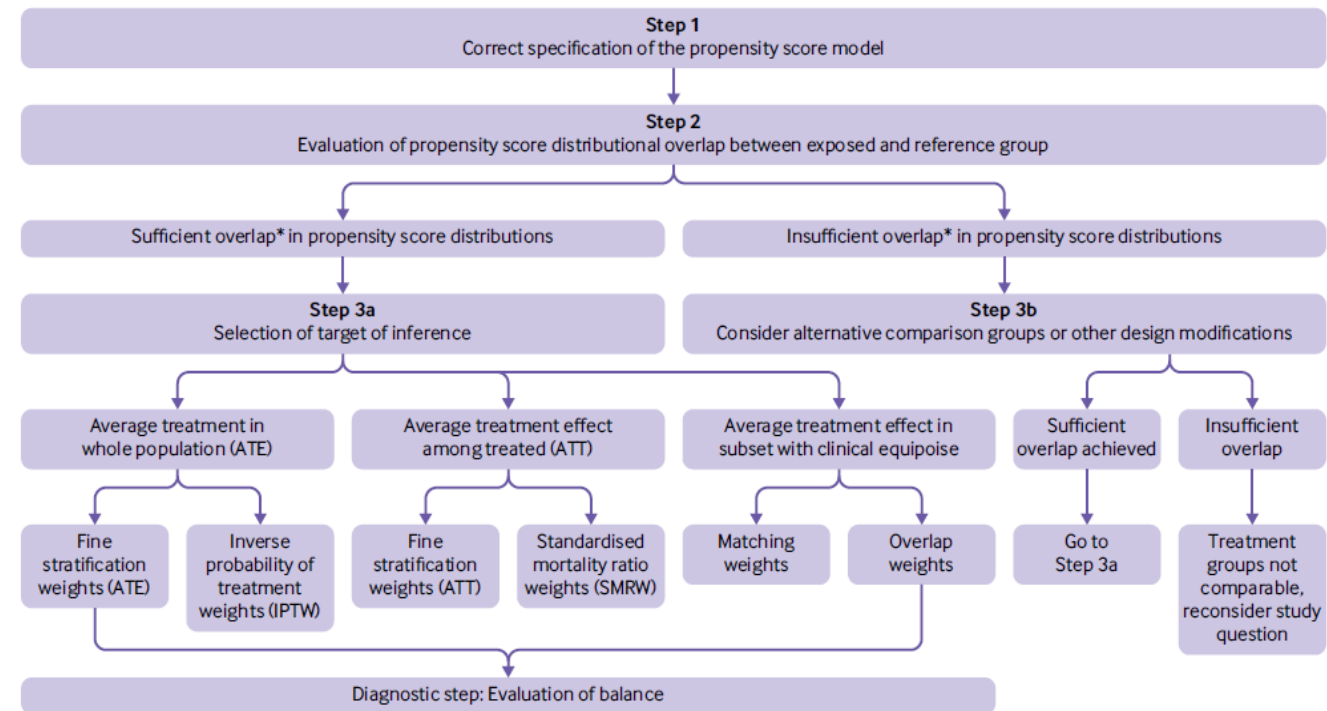 Step 1
Correct specification of the propensity score model
Step 2
Evaluation of propensity score distributional overlap between exposed and reference group
Sufficient overlap* in propensity score distributions
Insufficient overlap* in propensity score distributions
Step 3a
Selection of target of inference
Step 3b
Consider alternative comparison groups or other design modifications
Average treatment in
whole population (ATE)
Average treatment effect
among treated (ATT)
Average treatment effect in
subset with clinical equipoise
Sufficient
overlap achieved
Insufficient
overlap
Fine
stratification
weights (ATE)
Inverse
probability of
treatment
weights (IPTW)
Fine
stratification
weights (ATT)
Standardised
mortality ratio
weights (SMRW)
Matching
weights
Overlap
weights
Go to
Step 3a
Treatment
groups not
comparable,
reconsider study
question
Diagnostic step: Evaluation of balance